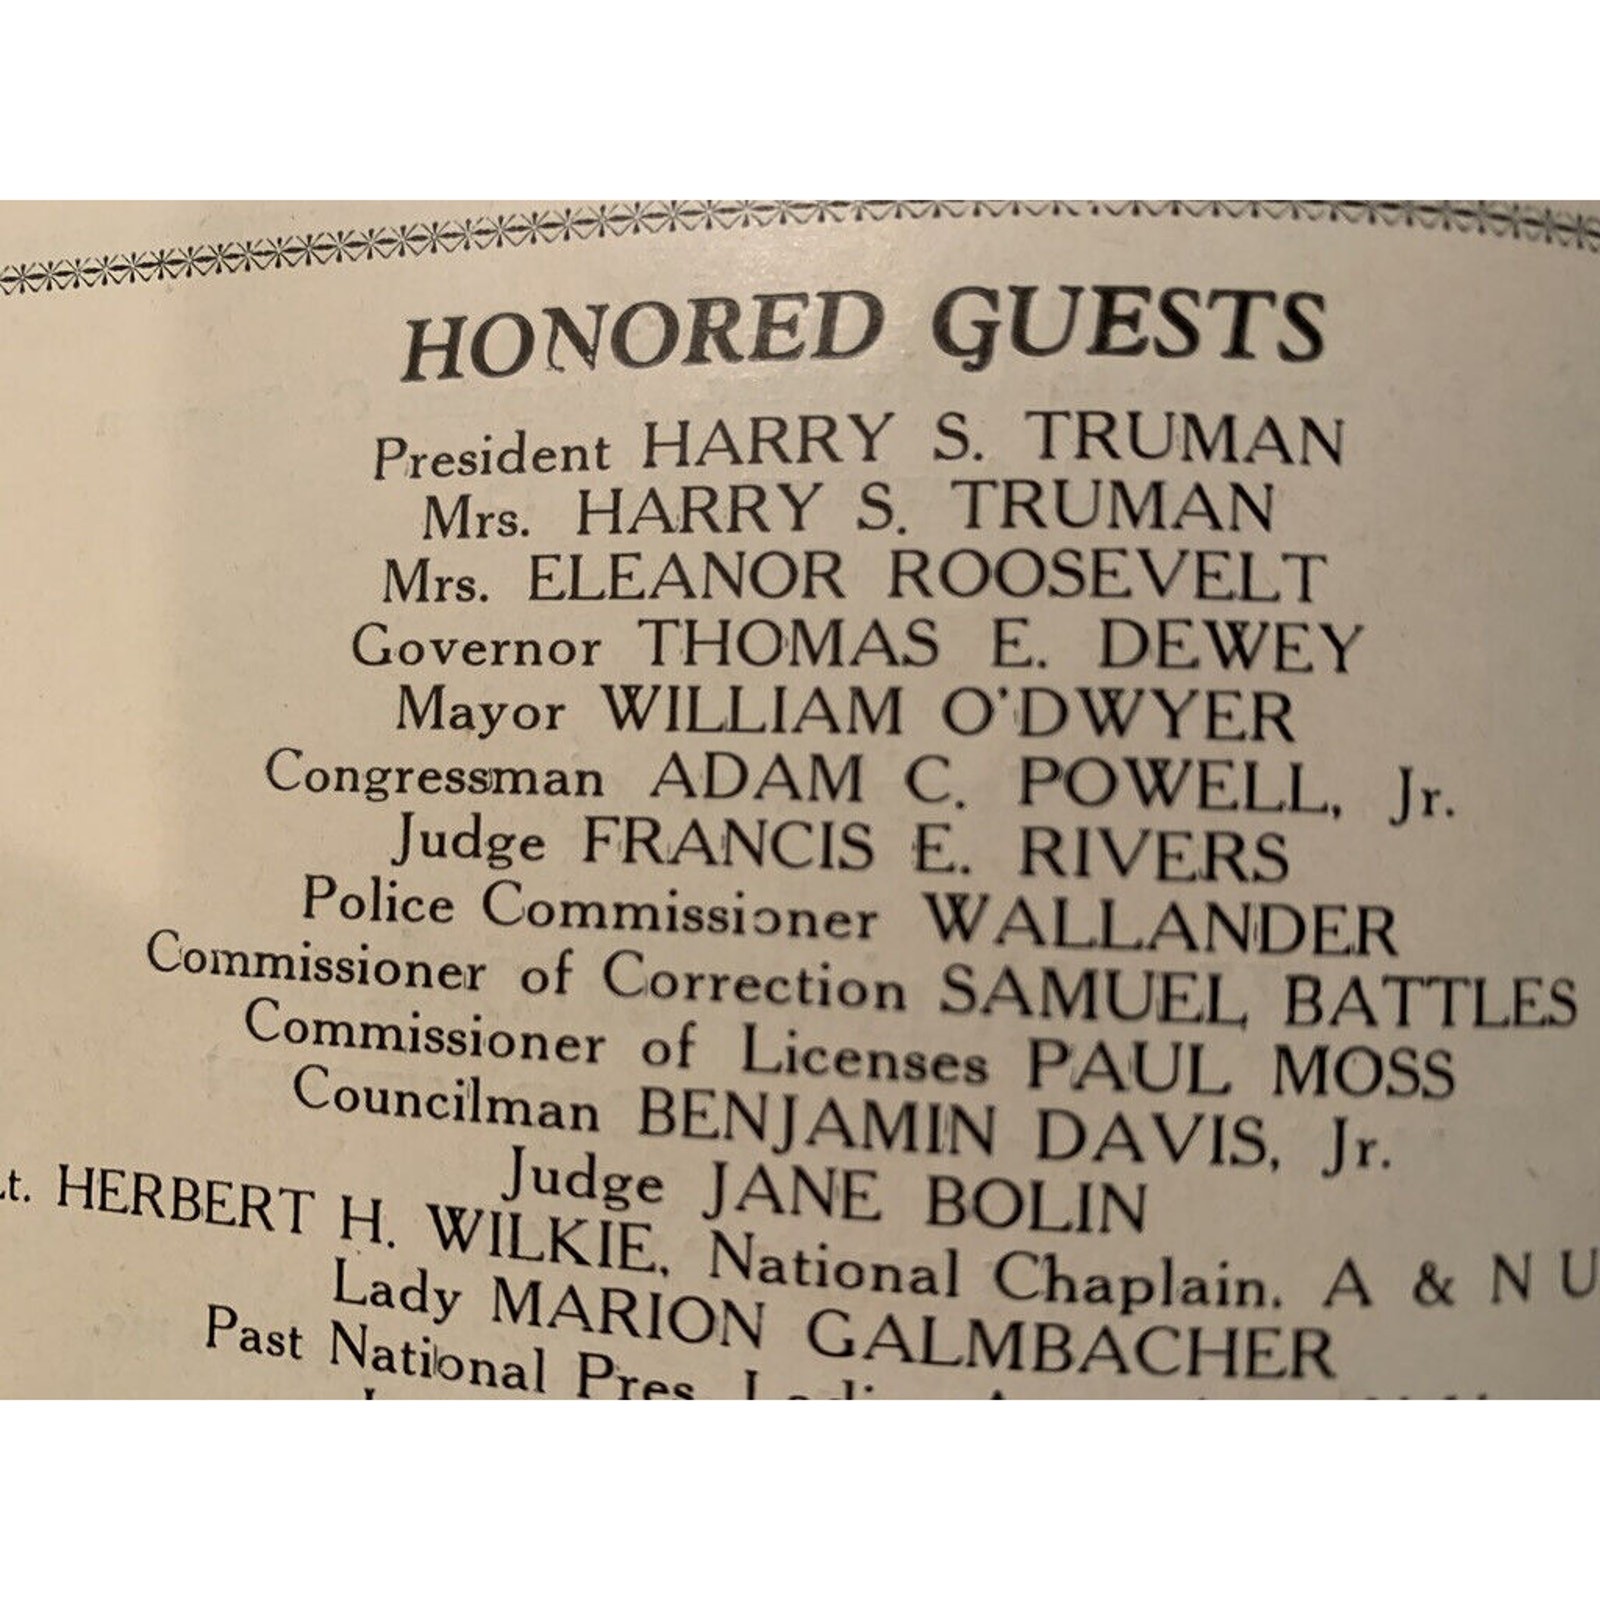 HONORED GUESTS
President HARRY S. TRUMAN
Mrs. HARRY S. TRUMAN
Mrs. ELEANOR ROOSEVELT
Governor THOMAS E. DEWEY
Mayor WILLIAM O'DWYER
Congressman ADAM C. POWELL, Jr.
Judge FRANCIS E. RIVERS
Police Commissioner WALLANDER
Commissioner of Correction SAMUEL BATTLES
Commissioner of Licenses PAUL MOSS
Councilman BENJAMIN DAVIS, Jr.
Judge JANE BOLIN
Lt. HERBERT H. WILKIE, National Chaplain, A & N U
Lady MARION GALMBACHER
Past National Pres.